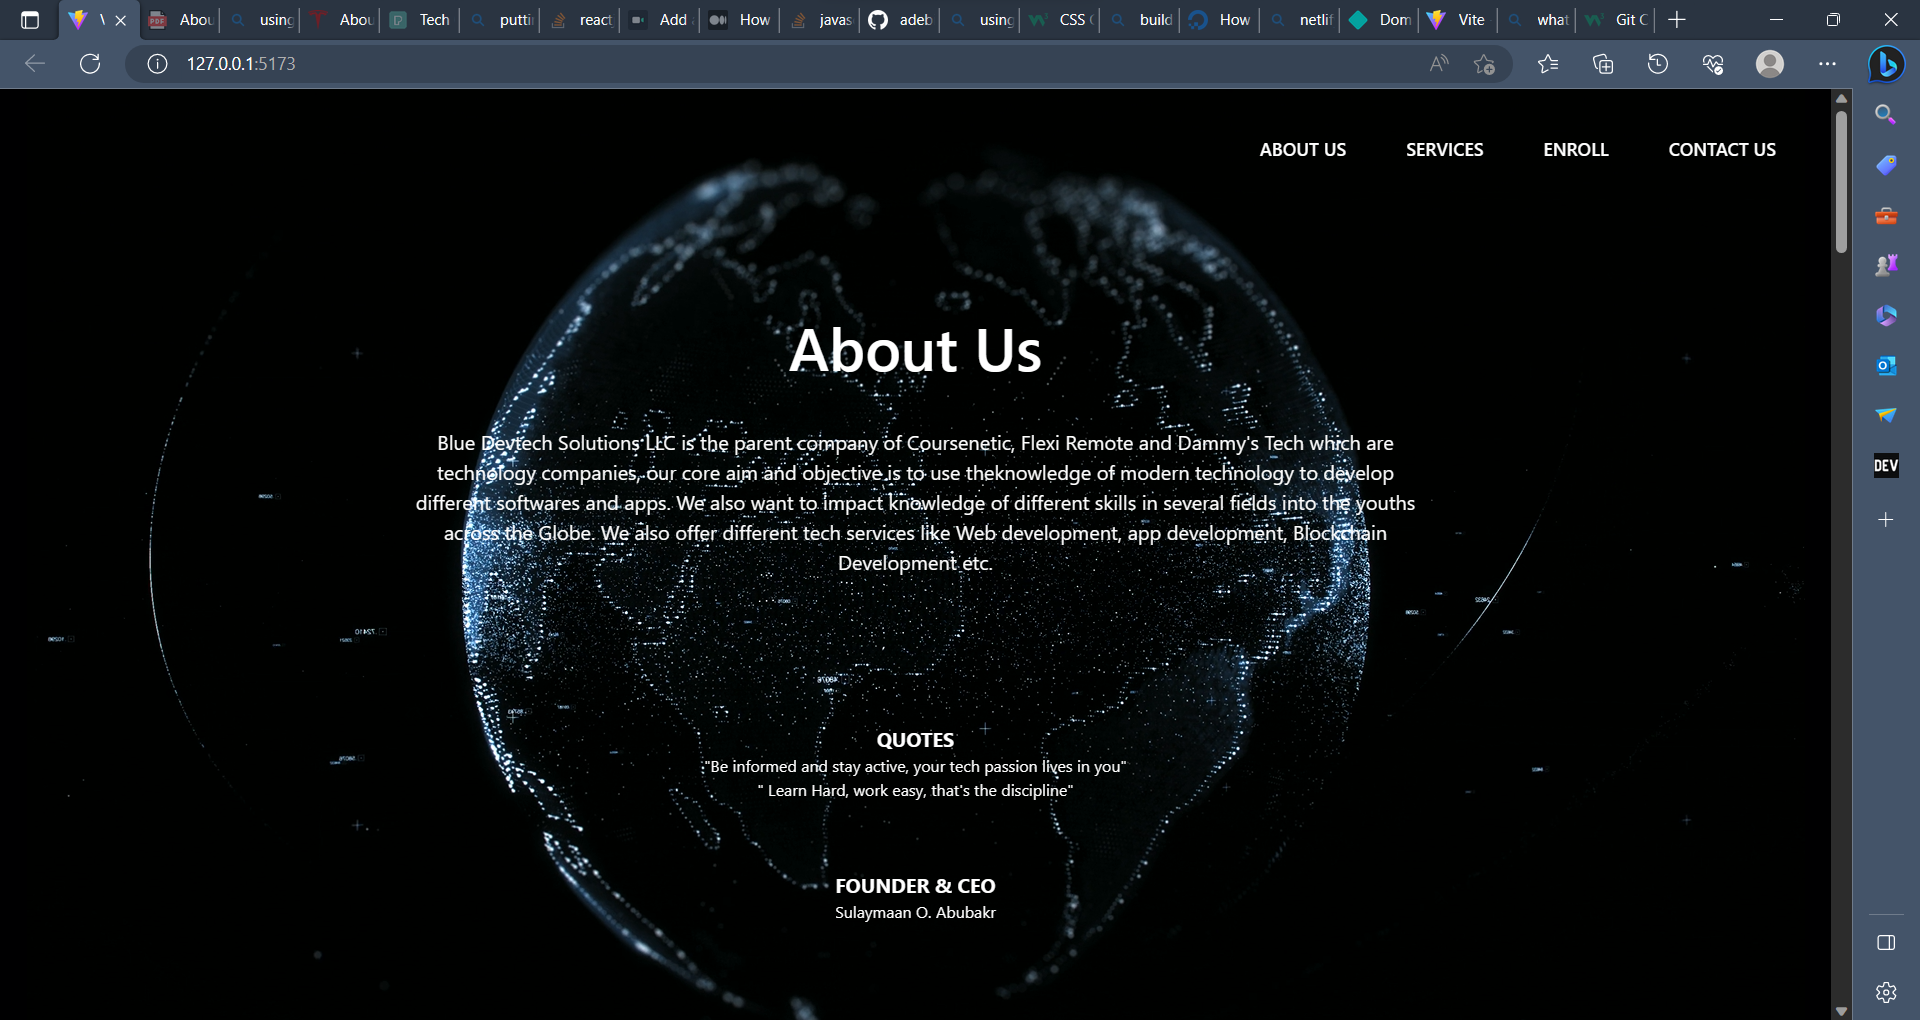 Abou
using
Abou
Tech
puttin
react
Add
How
javas
adeb
using
CSS
build
How
netlif
Dom
Vite
what
Git C
127.0.0.1:5173
ABOUT US SERVICES ENROLL CONTACT US
About Us
Blue Devtech Solutions LLC is the parent company of Coursenetic, Flexi Remote and Dammy's Tech which are
technology companies, our core aim and objective is to use theknowledge of modern technology to develop
different softwares and apps. We also want to impact knowledge of different skills in several fields into the youths
across the Globe. We also offer different tech services like Web development, app development, Blockchain
Development etc.
QUOTES
"Be informed and stay active, your tech passion lives in you"
" Learn Hard, work easy, that's the discipline"
FOUNDER & CEO
Sulaymaan O. Abubakr
DEV